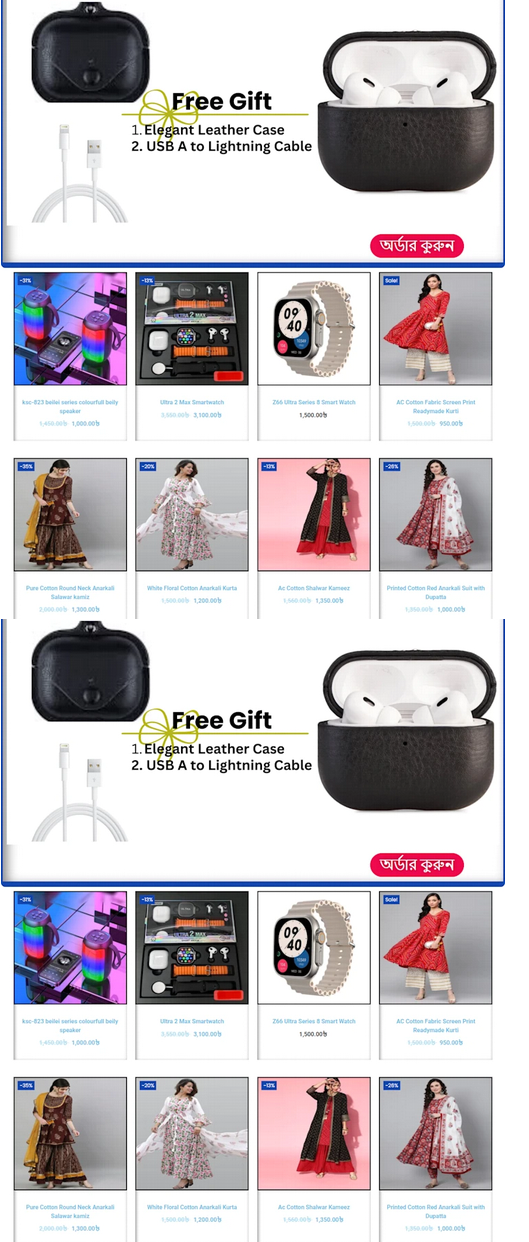 Free Gift
1. Elegant Leather Case
2. USB A to Lightning Cable
অর্ডার করুন
-31%
-13%
Sale!
ULTRA 2 MAX
ksc-823 beliei series colourfull beily
speaker
1,450.00৳ 1,000.00৳
Ultra 2 Max Smartwatch
3,550.00৳ 3,100.00৳
09
40
Z66 Ultra Series 8 Smart Watch
1,500.00৳
AC Cotton Fabric Screen Print
Readymade Kurti
1,500.00৳ 950.00৳
-35%
-20%
-13%
-26%
Pure Cotton Round Neck Anarkali
Salawar kamiz
2,000.00৳ 1,300.00৳
White Floral Cotton Anarkali Kurta
1,500.00৳ 1,200.00৳
Ac Cotton Shalwar Kameez
1,560.00৳ 1,350.00৳
Printed Cotton Red Anarkali Suit with
Dupatta
1,350.00৳ 1,000.00৳
Free Gift
1. Elegant Leather Case
2. USB A to Lightning Cable
অর্ডার করুন
-31%
-13%
Sale!
ULTRA 2 MAX
ksc-823 beliei series colourfull beily
speaker
1,450.00৳ 1,000.00৳
Ultra 2 Max Smartwatch
3,550.00৳ 3,100.00৳
09
40
Z66 Ultra Series 8 Smart Watch
1,500.00৳
AC Cotton Fabric Screen Print
Readymade Kurti
1,500.00৳ 950.00৳
-35%
-20%
-13%
-26%
Pure Cotton Round Neck Anarkali
Salawar kamiz
2,000.00৳ 1,300.00৳
White Floral Cotton Anarkali Kurta
1,500.00৳ 1,200.00৳
Ac Cotton Shalwar Kameez
1,560.00৳ 1,350.00৳
Printed Cotton Red Anarkali Suit with
Dupatta
1,350.00৳ 1,000.00৳